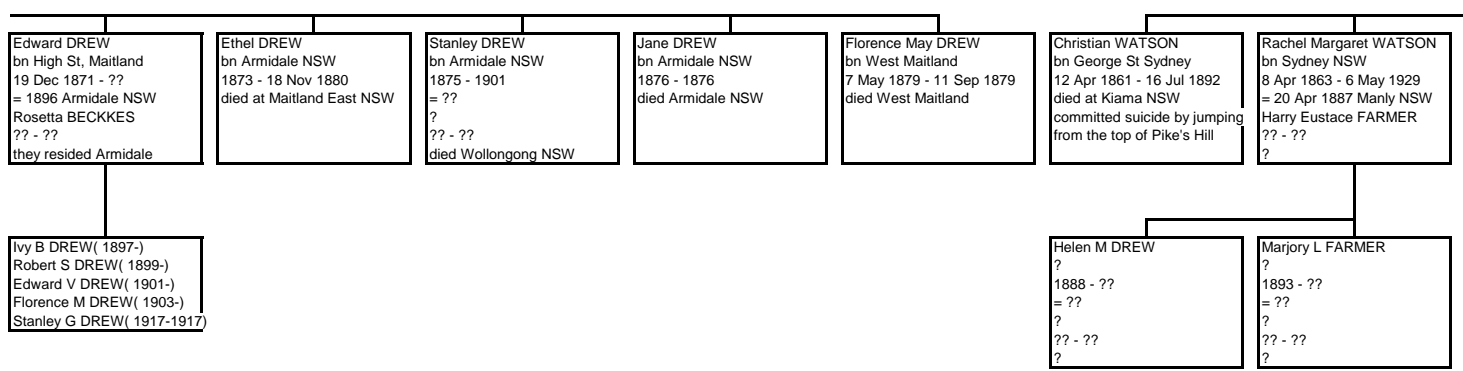 Edward DREW
bn High St, Maitland
19 Dec 1871 - ??
= 1896 Armidale NSW
Rosetta BECKKES
?? - ??
they resided Armidale
Ethel DREW
bn Armidale NSW
1873 - 18 Nov 1880
died at Maitland East NSW
Stanley DREW
bn Armidale NSW
1875 - 1901
= ??
?
?? - ??
died Wollongong NSW
Jane DREW
bn Armidale NSW
1876 - 1876
died Armidale NSW
Florence May DREW
bn West Maitland
7 May 1879 - 11 Sep 1879
died West Maitland
Christian WATSON
bn George St Sydney
12 Apr 1861 - 16 Jul 1892
died at Kiama NSW
committed suicide by jumping
from the top of Pike's Hill
Rachel Margaret WATSON
bn Sydney NSW
8 Apr 1863 - 6 May 1929
= 20 Apr 1887 Manly NSW
Harry Eustace FARMER
?? - ??
?
Ivy B DREW( 1897-)
Robert S DREW( 1899-)
Edward V DREW( 1901-)
Florence M DREW( 1903-)
Stanley G DREW( 1917-1917)
Helen M DREW
?
1888 - ??
= ??
?
?? - ??
?
Marjory L FARMER
?
1893 - ??
= ??
?
?? - ??
?